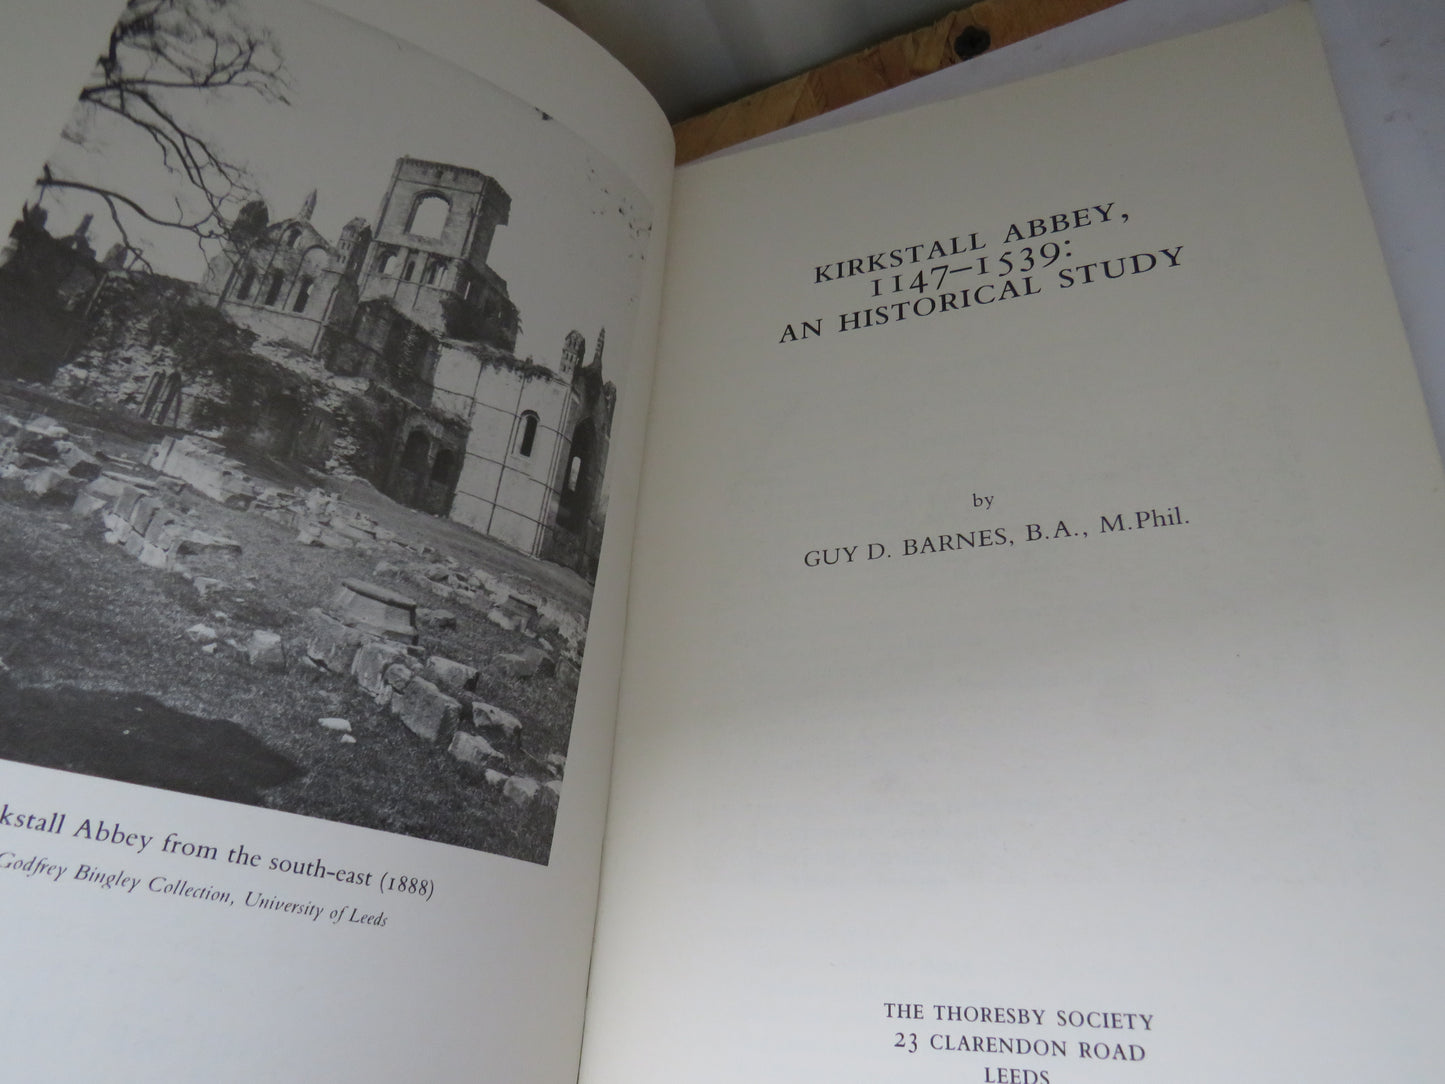 kstall Abbey from the south-east (1888)
Godfrey Bingley Collection, University of Leeds
KIRKSTALL ABBEY,
1147–1539:
AN HISTORICAL STUDY
by
GUY D. BARNES, B.A., M.Phil.
THE THORESBY SOCIETY
23 CLARENDON ROAD
LEEDS